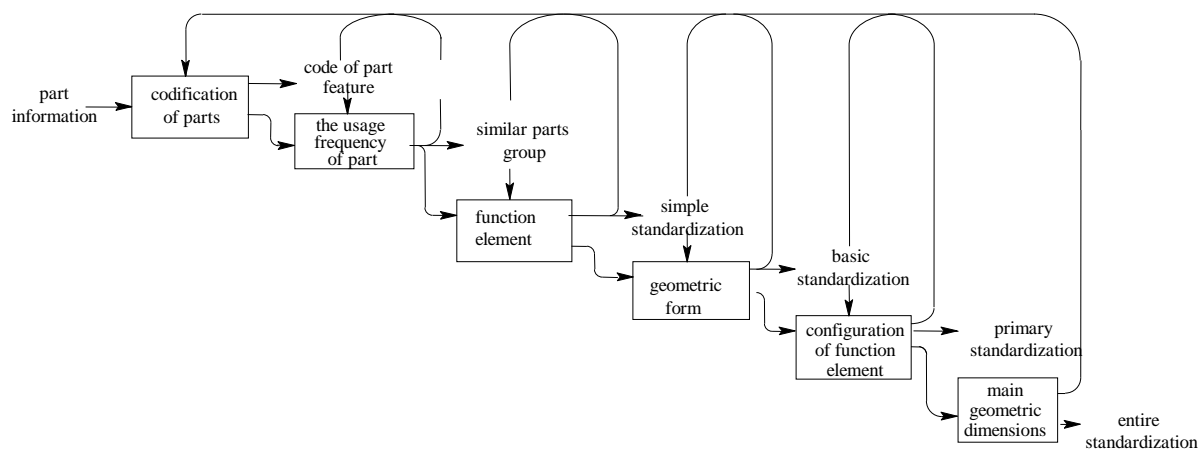 part
information
codification
of parts
code of part
feature
the usage
frequency
of part
similar parts
group
function
element
simple
standardization
geometric
form
basic
standardization
configuration
of function
element
primary
standardization
main
geometric
dimensions
entire
standardization